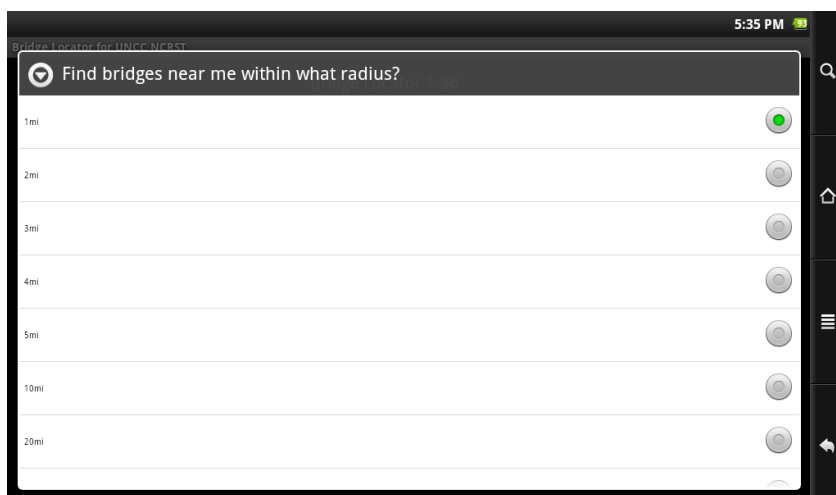 5:35 PM 93
Bridge Locator for UNCC NCRST
Find bridges near me within what radius?
Bridge Locator 1.36
1mi
2mi
3mi
4mi
5mi
10mi
20mi